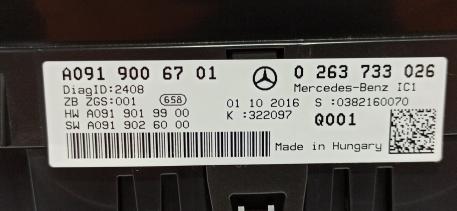 A091 900 67 01 0 263 733 026
DiagID:2408 Mercedes-Benz IC1
ZB ZGS:001 658 01 10 2016 S :0382160070
HW A091 901 99 00 K :322097 Q001
SW A091 902 60 00
Made in Hungary